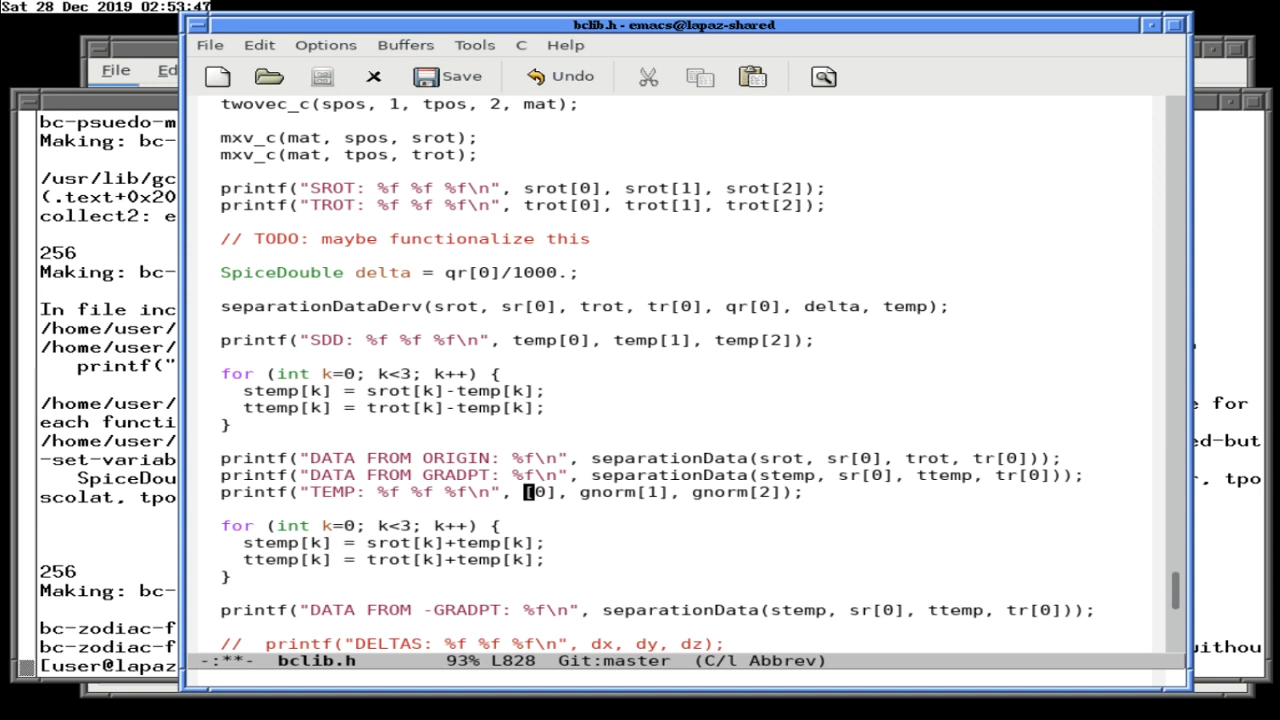 Sat 28 Dec 2019 02:53:47
bclib.h - emacs@lapaz-shared
File Edit Options Buffers Tools C Help
Save Undo
File Ed
twovec_c(spos, 1, tpos, 2, mat);
mxv_c(mat, spos, srot);
mxv_c(mat, tpos, trot);
printf("SROT: %f %f %f\n", srot[0], srot[1], srot[2]);
printf("TROT: %f %f %f\n", trot[0], trot[1], trot[2]);
// TODO: maybe functionalize this
SpiceDouble delta = qr[0]/1000.;
separationDataDerv(srot, sr[0], trot, tr[0], qr[0], delta, temp);
printf("SDD: %f %f %f\n", temp[0], temp[1], temp[2]);
for (int k=0; k<3; k++) {
stemp[k] = srot[k]-temp[k];
ttemp[k] = trot[k]-temp[k];
}
printf("DATA FROM ORIGIN: %f\n", separationData(srot, sr[0], trot, tr[0]));
printf("DATA FROM GRADPT: %f\n", separationData(stemp, sr[0], ttemp, tr[0]));
printf("TEMP: %f %f %f\n", [0], gnorm[1], gnorm[2]);
for (int k=0; k<3; k++) {
stemp[k] = srot[k]+temp[k];
ttemp[k] = trot[k]+temp[k];
}
printf("DATA FROM -GRADPT: %f\n", separationData(stemp, sr[0], ttemp, tr[0]));
// printf("DELTAS: %f %f %f\n", dx, dy, dz);
-:**- bclib.h 93% L828 Git:master (C/l Abbrev)
bc-psuedo-m
Making: bc-
/usr/lib/gc
(.text+0x20
collect2: e
256
Making: bc-
In file inc
/home/user/
/home/user/
printf("
/home/user/ e for
each functi
/home/user/ ed-but
-set-variab
SpiceDou r, tpo
scolat, tpo
256
Making: bc-
bc-zodiac-f
bc-zodiac-f ithou
[user@lapaz